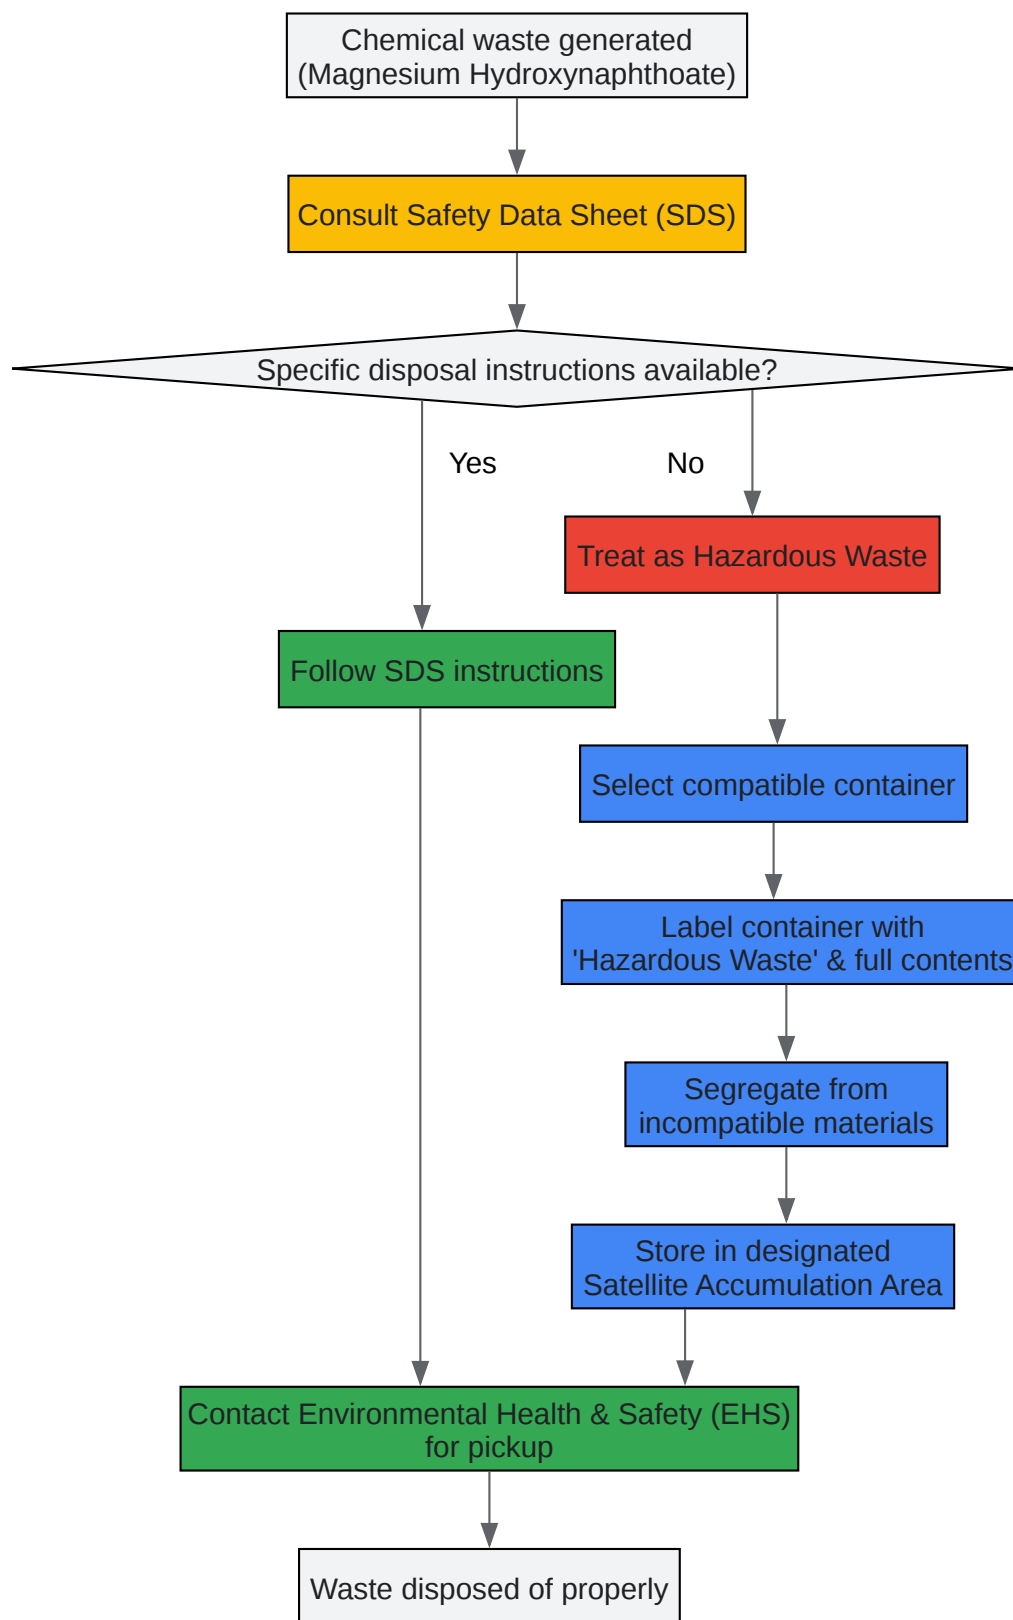 Chemical waste generated
(Magnesium Hydroxynaphthoate)
Consult Safety Data Sheet (SDS)
Specific disposal instructions available?
Yes
No
Treat as Hazardous Waste
Follow SDS instructions
Select compatible container
Label container with
'Hazardous Waste' & full contents
Segregate from
incompatible materials
Store in designated
Satellite Accumulation Area
Contact Environmental Health & Safety (EHS)
for pickup
Waste disposed of properly